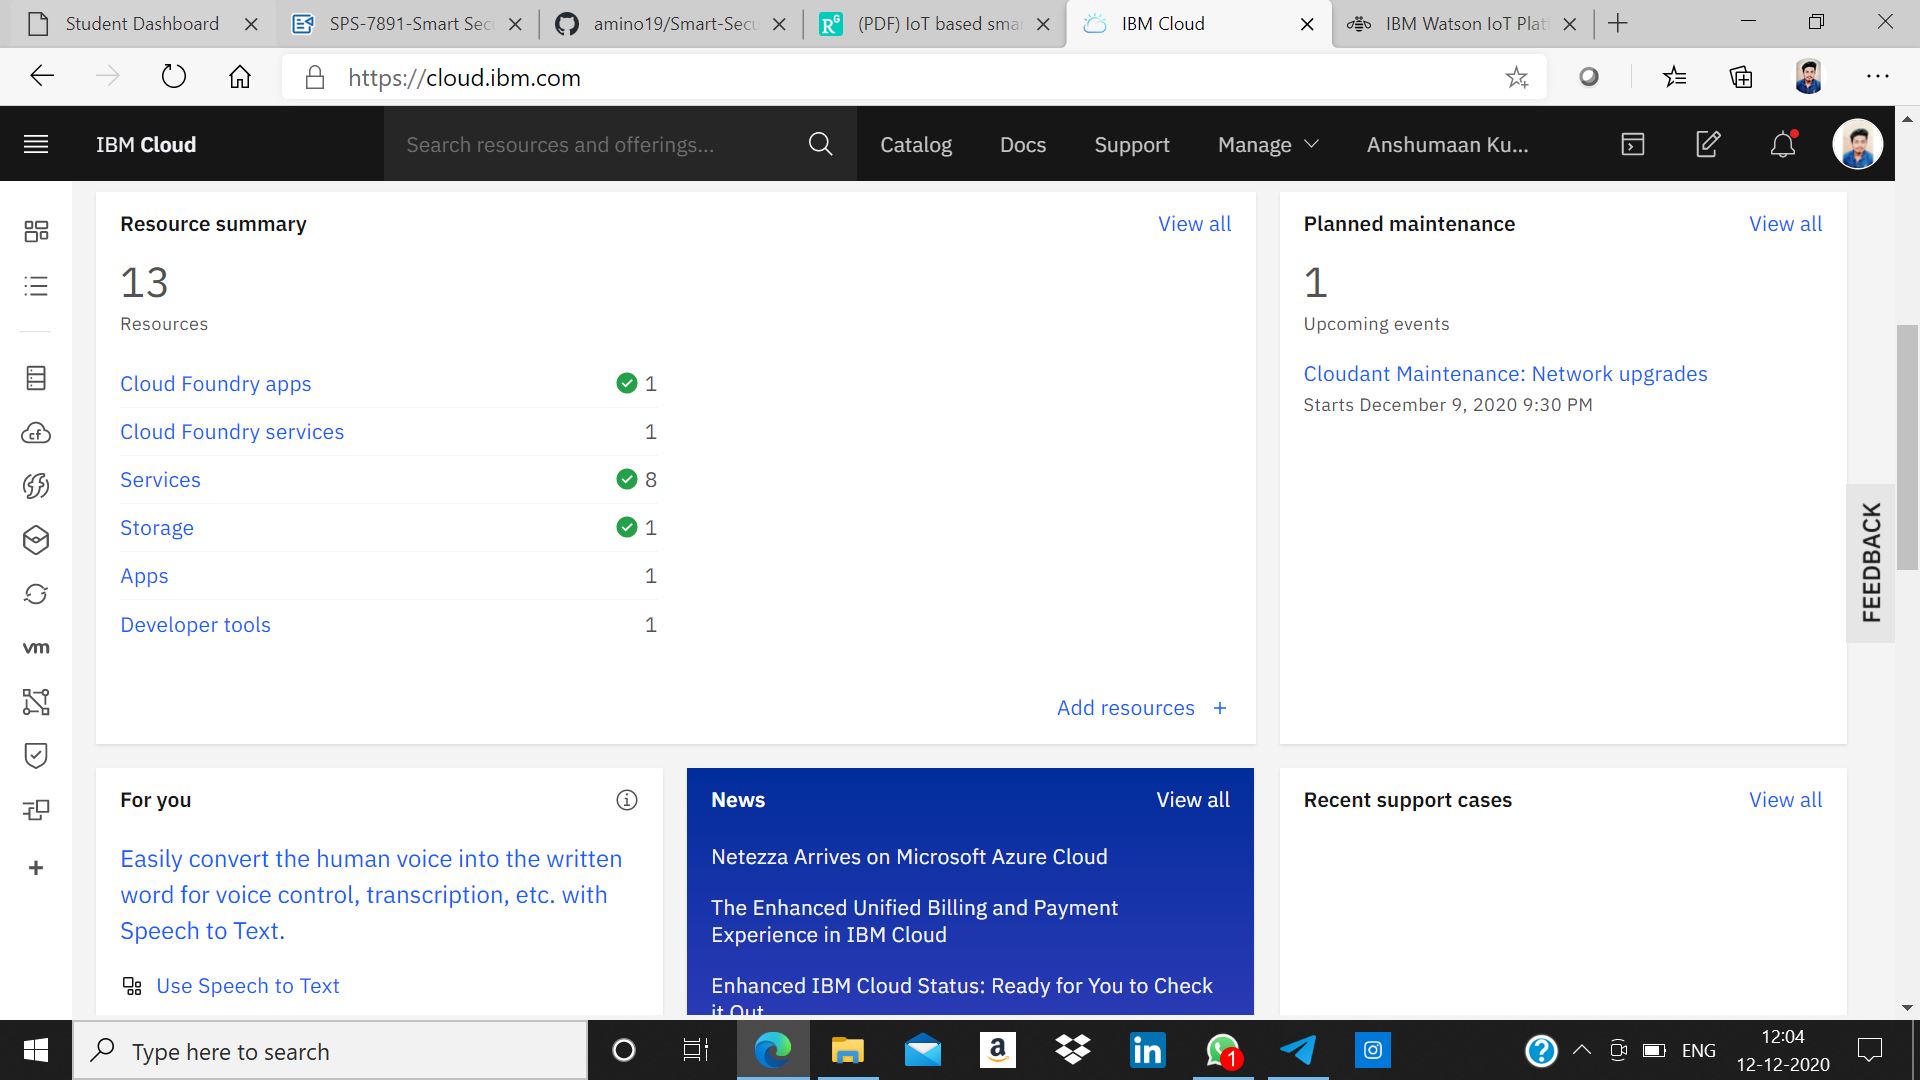 Student Dashboard
SPS-7891-Smart Secu
amino19/Smart-Secu
(PDF) IoT based smar
IBM Cloud
IBM Watson IoT Plat
https://cloud.ibm.com
IBM Cloud
Search resources and offerings...
Catalog
Docs
Support
Manage
Anshumaan Ku...
Resource summary
View all
13
Resources
Cloud Foundry apps 1
Cloud Foundry services 1
Services 8
Storage 1
Apps 1
Developer tools 1
Add resources +
Planned maintenance
View all
1
Upcoming events
Cloudant Maintenance: Network upgrades
Starts December 9, 2020 9:30 PM
FEEDBACK
cf
vm
For you
Easily convert the human voice into the written
word for voice control, transcription, etc. with
Speech to Text.
Use Speech to Text
News
View all
Netezza Arrives on Microsoft Azure Cloud
The Enhanced Unified Billing and Payment
Experience in IBM Cloud
Enhanced IBM Cloud Status: Ready for You to Check
it Out
Recent support cases
View all
Type here to search
a
in
1
ENG
12:04
12-12-2020